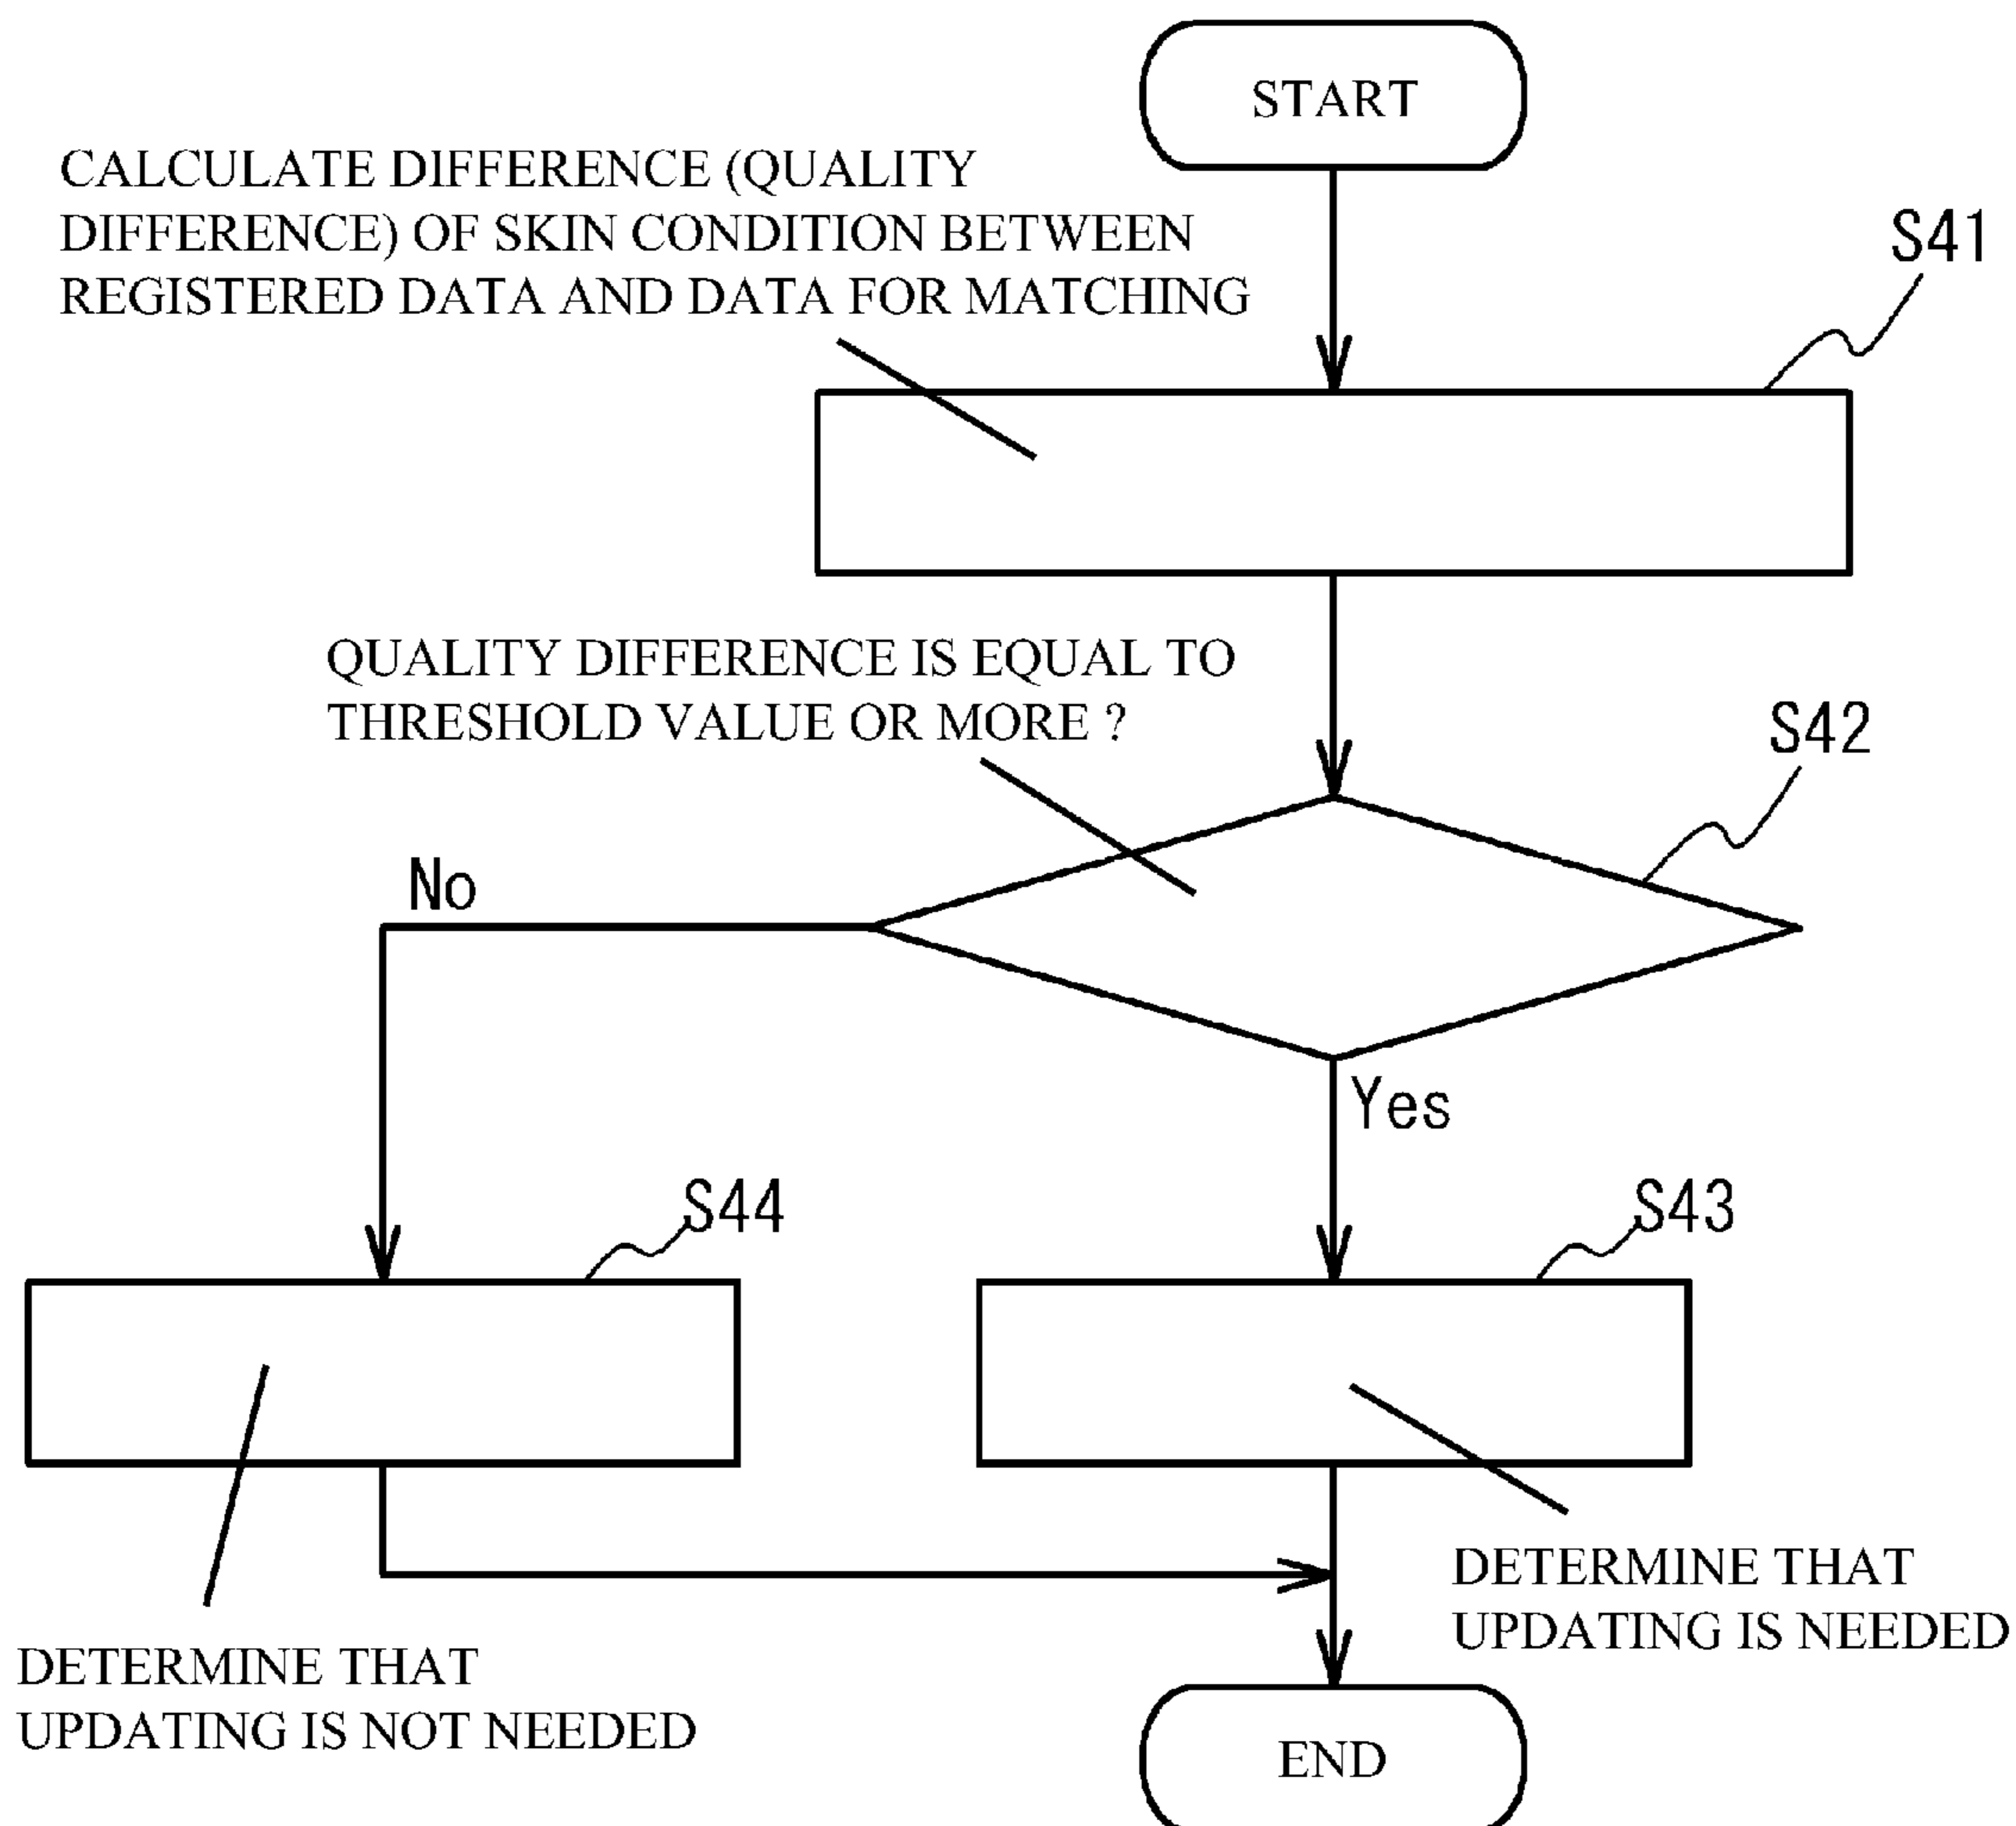 START
CALCULATE DIFFERENCE (QUALITY
DIFFERENCE) OF SKIN CONDITION BETWEEN
REGISTERED DATA AND DATA FOR MATCHING
S41
QUALITY DIFFERENCE IS EQUAL TO
THRESHOLD VALUE OR MORE ?
S42
No
Yes
S44
S43
DETERMINE THAT
UPDATING IS NEEDED
DETERMINE THAT
UPDATING IS NOT NEEDED
END